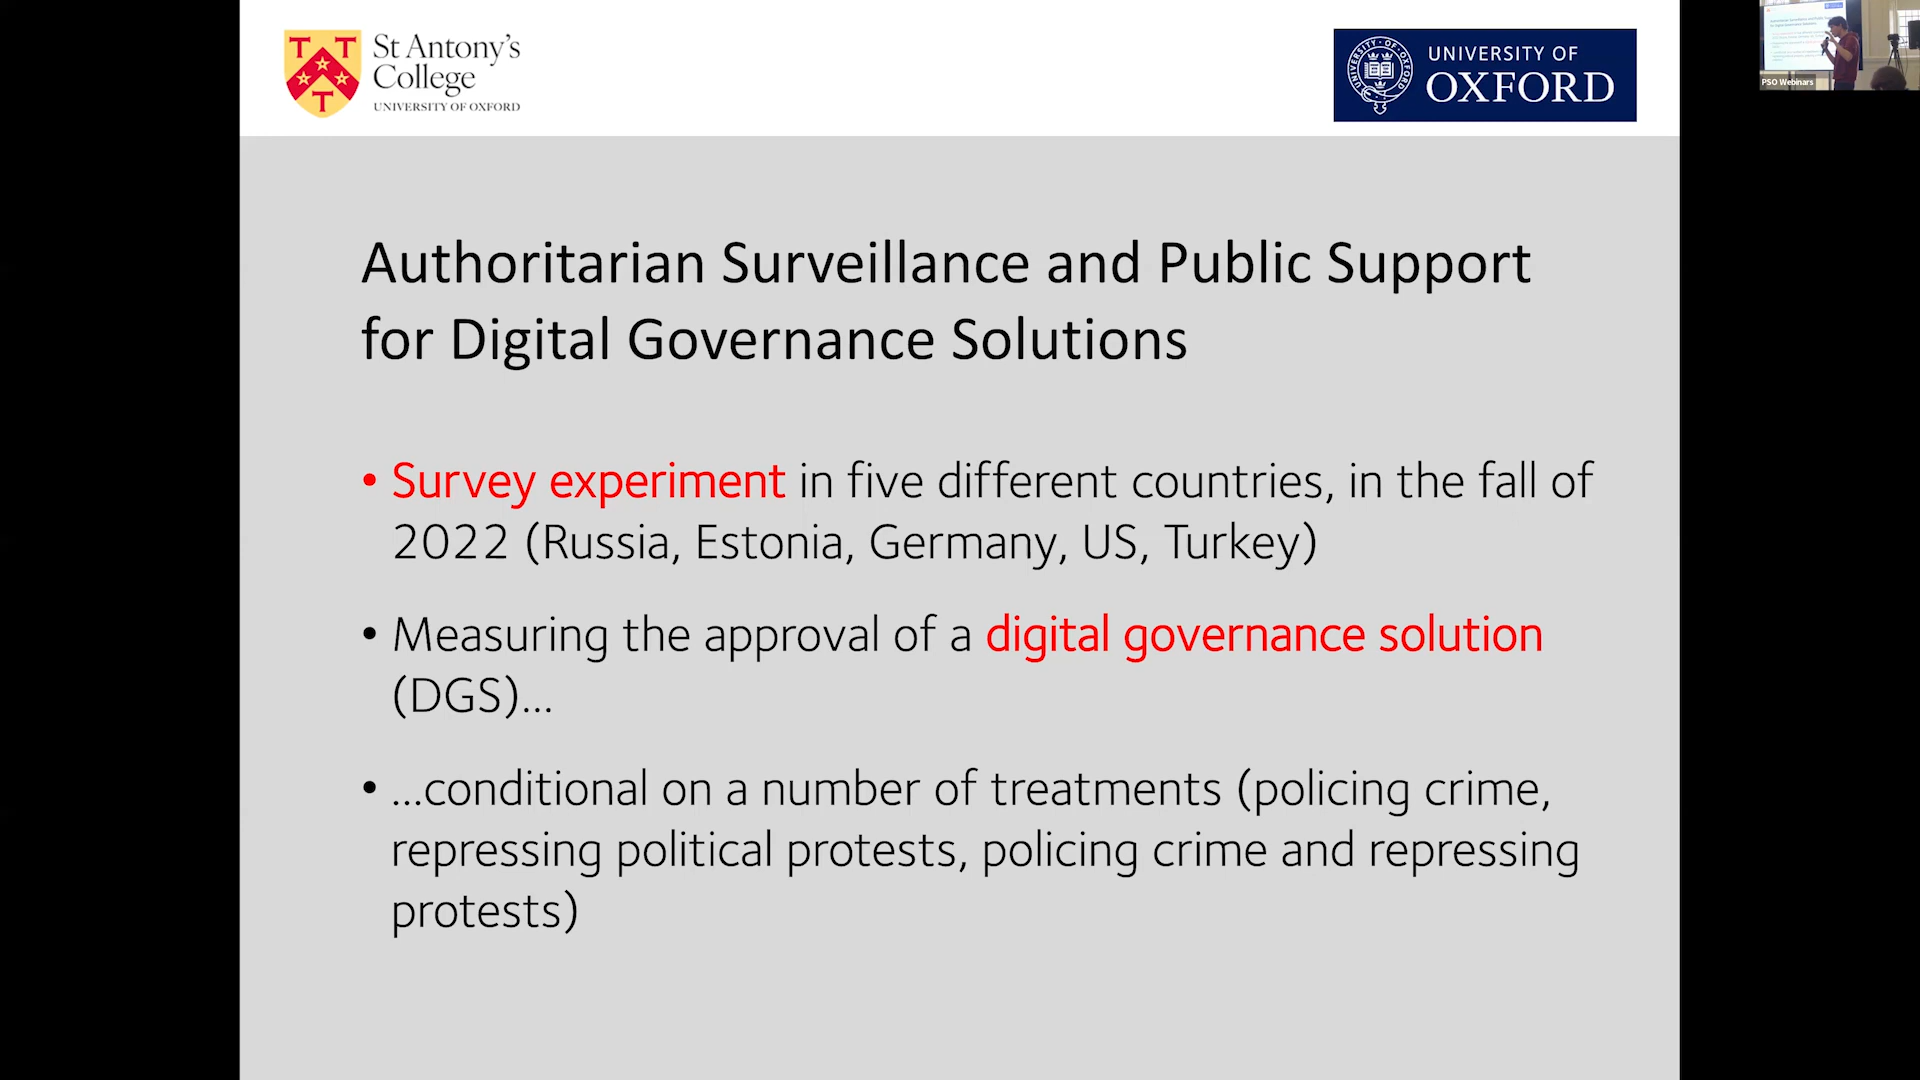 St Antony's
College
UNIVERSITY OF OXFORD
UNIVERSITY OF
OXFORD
PSO Webinars
Authoritarian Surveillance and Public Support
for Digital Governance Solutions
• Survey experiment in five different countries, in the fall of
2022 (Russia, Estonia, Germany, US, Turkey)
• Measuring the approval of a digital governance solution
(DGS)...
• ...conditional on a number of treatments (policing crime,
repressing political protests, policing crime and repressing
protests)